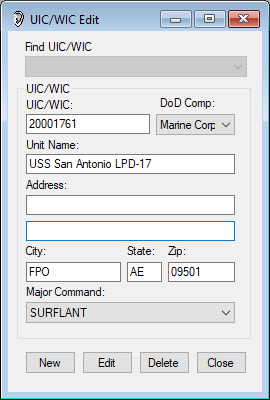 UIC/WIC Edit
Find UIC/WIC
UIC/WIC
UIC/WIC: DoD Comp:
20001761 Marine Corp
Unit Name:
USS San Antonio LPD-17
Address:
City: State: Zip:
FPO AE 09501
Major Command:
SURFLANT
New Edit Delete Close